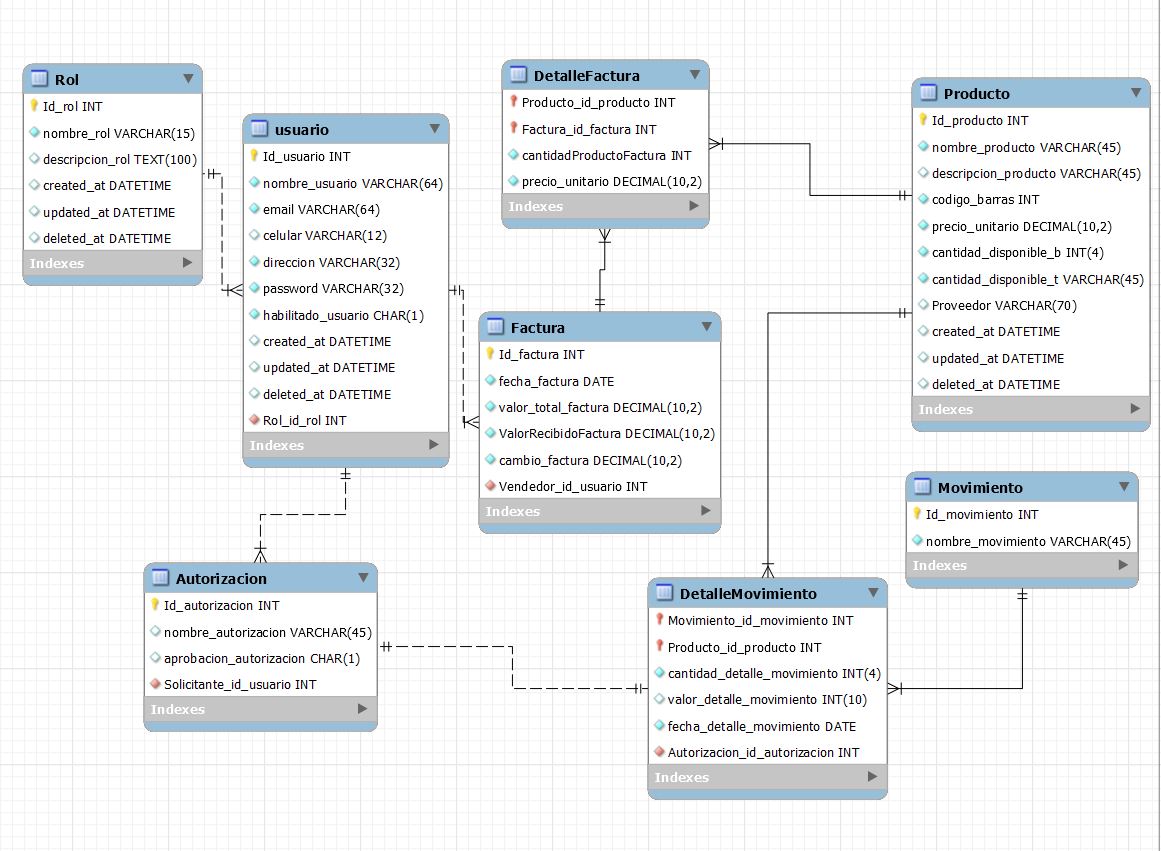 Rol
Id_rol INT
nombre_rol VARCHAR(15)
descripcion_rol TEXT(100)
created_at DATETIME
updated_at DATETIME
deleted_at DATETIME
Indexes
usuario
Id_usuario INT
nombre_usuario VARCHAR(64)
email VARCHAR(64)
celular VARCHAR(12)
direccion VARCHAR(32)
password VARCHAR(32)
habilitado_usuario CHAR(1)
created_at DATETIME
updated_at DATETIME
deleted_at DATETIME
Rol_id_rol INT
Indexes
DetalleFactura
Producto_id_producto INT
Factura_id_factura INT
cantidadProductoFactura INT
precio_unitario DECIMAL(10,2)
Indexes
Producto
Id_producto INT
nombre_producto VARCHAR(45)
descripcion_producto VARCHAR(45)
codigo_barras INT
precio_unitario DECIMAL(10,2)
cantidad_disponible_b INT(4)
cantidad_disponible_t VARCHAR(45)
Proveedor VARCHAR(70)
created_at DATETIME
updated_at DATETIME
deleted_at DATETIME
Indexes
Factura
Id_factura INT
fecha_factura DATE
valor_total_factura DECIMAL(10,2)
ValorRecibidoFactura DECIMAL(10,2)
cambio_factura DECIMAL(10,2)
Vendedor_id_usuario INT
Indexes
Movimiento
Id_movimiento INT
nombre_movimiento VARCHAR(45)
Indexes
Autorizacion
Id_autorizacion INT
nombre_autorizacion VARCHAR(45)
aprobacion_autorizacion CHAR(1)
Solicitante_id_usuario INT
Indexes
DetalleMovimiento
Movimiento_id_movimiento INT
Producto_id_producto INT
cantidad_detalle_movimiento INT(4)
valor_detalle_movimiento INT(10)
fecha_detalle_movimiento DATE
Autorizacion_id_autorizacion INT
Indexes